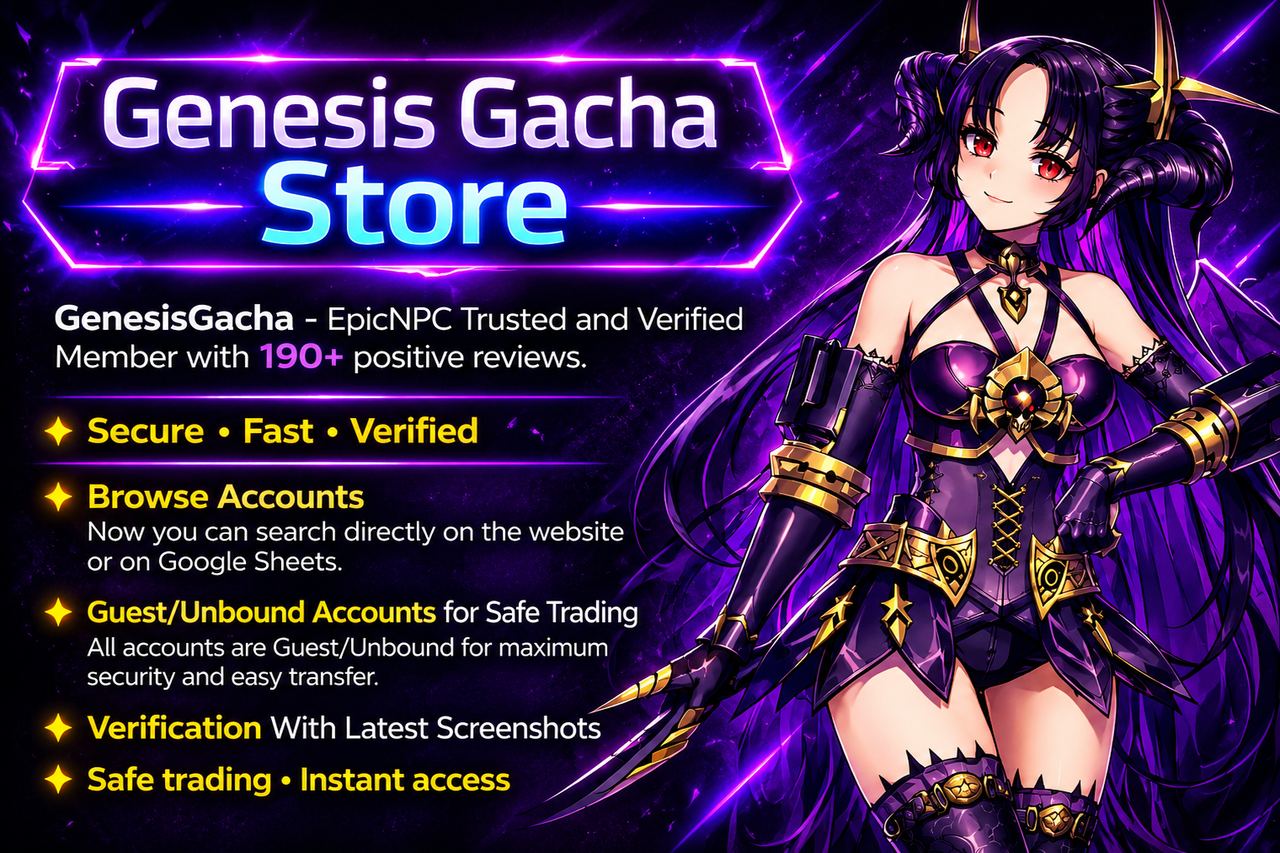 Genesis Gacha
Store
GenesisGacha - EpicNPC Trusted and Verified
Member with 190+ positive reviews.
Secure • Fast • Verified
Browse Accounts
Now you can search directly on the website
or on Google Sheets.
Guest/Unbound Accounts for Safe Trading
All accounts are Guest/Unbound for maximum
security and easy transfer.
Verification With Latest Screenshots
Safe trading • Instant access